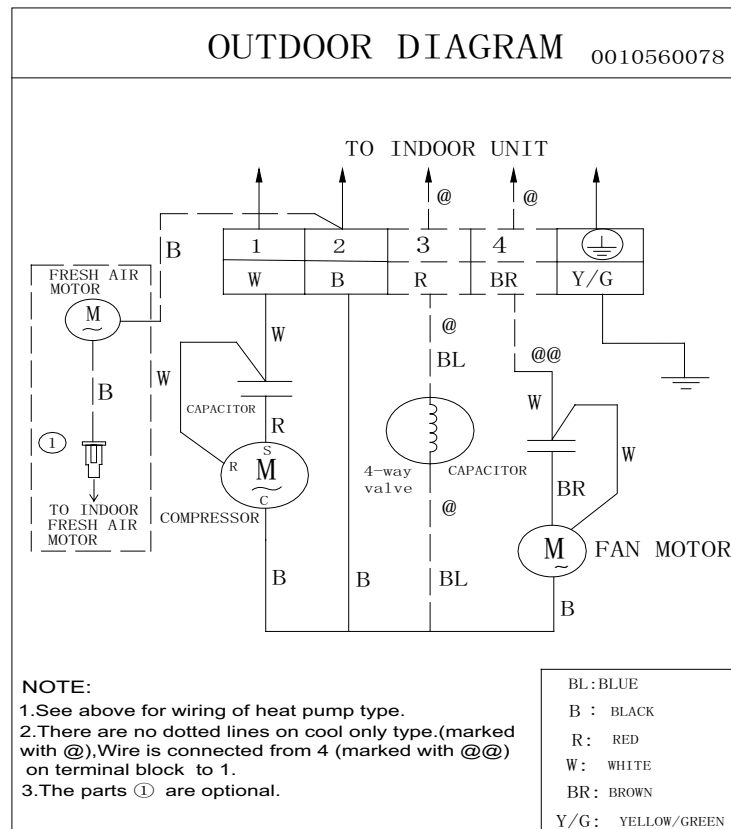 OUTDOOR DIAGRAM 0010560078
TO INDOOR UNIT
@ @
1 2 3 4
B
W B R BR Y/G
FRESH AIR
MOTOR
M
~
W
@
BL
@@
B
W
W
CAPACITOR
R
1
S
R M
~
C
4-way
valve
CAPACITOR
W
BR
TO INDOOR
FRESH AIR
MOTOR
COMPRESSOR
@
M
~
FAN MOTOR
B B BL B
NOTE:
1.See above for wiring of heat pump type.
2.There are no dotted lines on cool only type.(marked
with @),Wire is connected from 4 (marked with @@)
on terminal block to 1.
3.The parts ① are optional.
BL:BLUE
B : BLACK
R: RED
W: WHITE
BR: BROWN
Y/G: YELLOW/GREEN